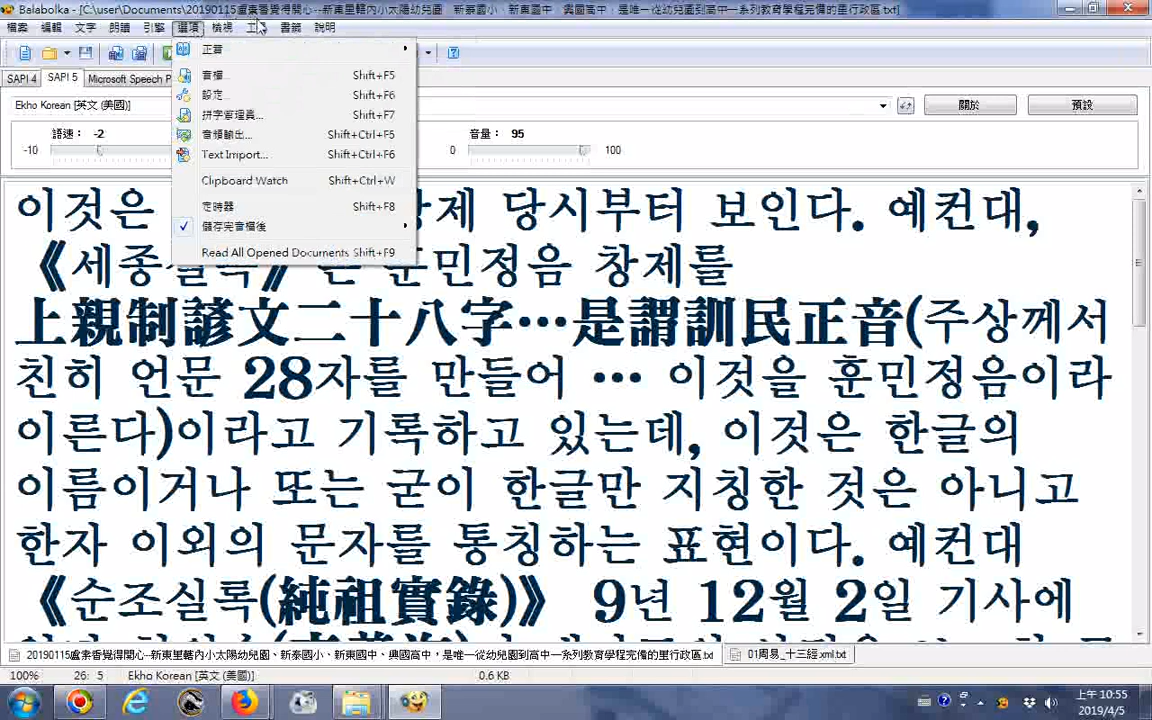 Balabolka - [C:\user\Documents\20190115盧素香覺得開心--新東里轄內小太陽幼兒園、新泰國小、新東國中、興國高中，是唯一從幼兒園到高中一系列教育學程完備的里行政區.txt]
檔案 編輯 文字 朗讀 引擎 選項 檢視 工 書籤 說明
正音
SAPI 4 SAPI 5 Microsoft Speech P
音檔... Shift+F5
設定... Shift+F6
Ekho Korean [英文 (美國)] 關於 預設
拼字管理員... Shift+F7
語速： -2 音頻輸出... Shift+Ctrl+F5 音量： 95
-10 0 100
Text Import... Shift+Ctrl+F6
Clipboard Watch Shift+Ctrl+W
定時器 Shift+F8
儲存完音檔後
Read All Opened Documents Shift+F9
이것은 창제 당시부터 보인다. 예컨대,
《세종실록》은 훈민정음 창제를
上親制諺文二十八字…是謂訓民正音(주상께서
친히 언문 28자를 만들어 … 이것을 훈민정음이라
이른다)이라고 기록하고 있는데, 이것은 한글의
이름이거나 또는 굳이 한글만 지칭한 것은 아니고
한자 이외의 문자를 통칭하는 표현이다. 예컨대
《순조실록(純祖實錄)》 9년 12월 2일 기사에
20190115盧素香覺得開心--新東里轄內小太陽幼兒園、新泰國小、新東國中、興國高中，是唯一從幼兒園到高中一系列教育學程完備的里行政區.txt 01周易_十三經.xml.txt
100% 26: 5 Ekho Korean [英文 (美國)] 0.6 KB
上午 10:55
2019/4/5